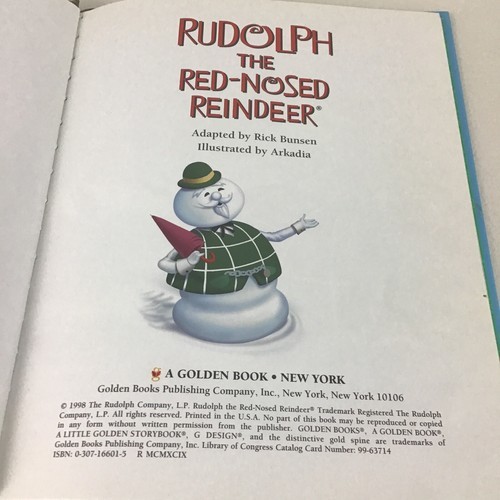 RUDOLPH
THE
RED-NOSED
REINDEER®
Adapted by Rick Bunsen
Illustrated by Arkadia
A GOLDEN BOOK • NEW YORK
Golden Books Publishing Company, Inc., New York, New York 10106
© 1998 The Rudolph Company, L.P. Rudolph the Red-Nosed Reindeer® Trademark Registered The Rudolph
Company, L.P. All rights reserved. Printed in the U.S.A. No part of this book may be reproduced or copied
in any form without written permission from the publisher. GOLDEN BOOKS®, A GOLDEN BOOK®,
A LITTLE GOLDEN STORYBOOK®, G DESIGN®, and the distinctive gold spine are trademarks of
Golden Books Publishing Company, Inc. Library of Congress Catalog Card Number: 99-63714
ISBN: 0-307-16601-5 R MCMXCIX